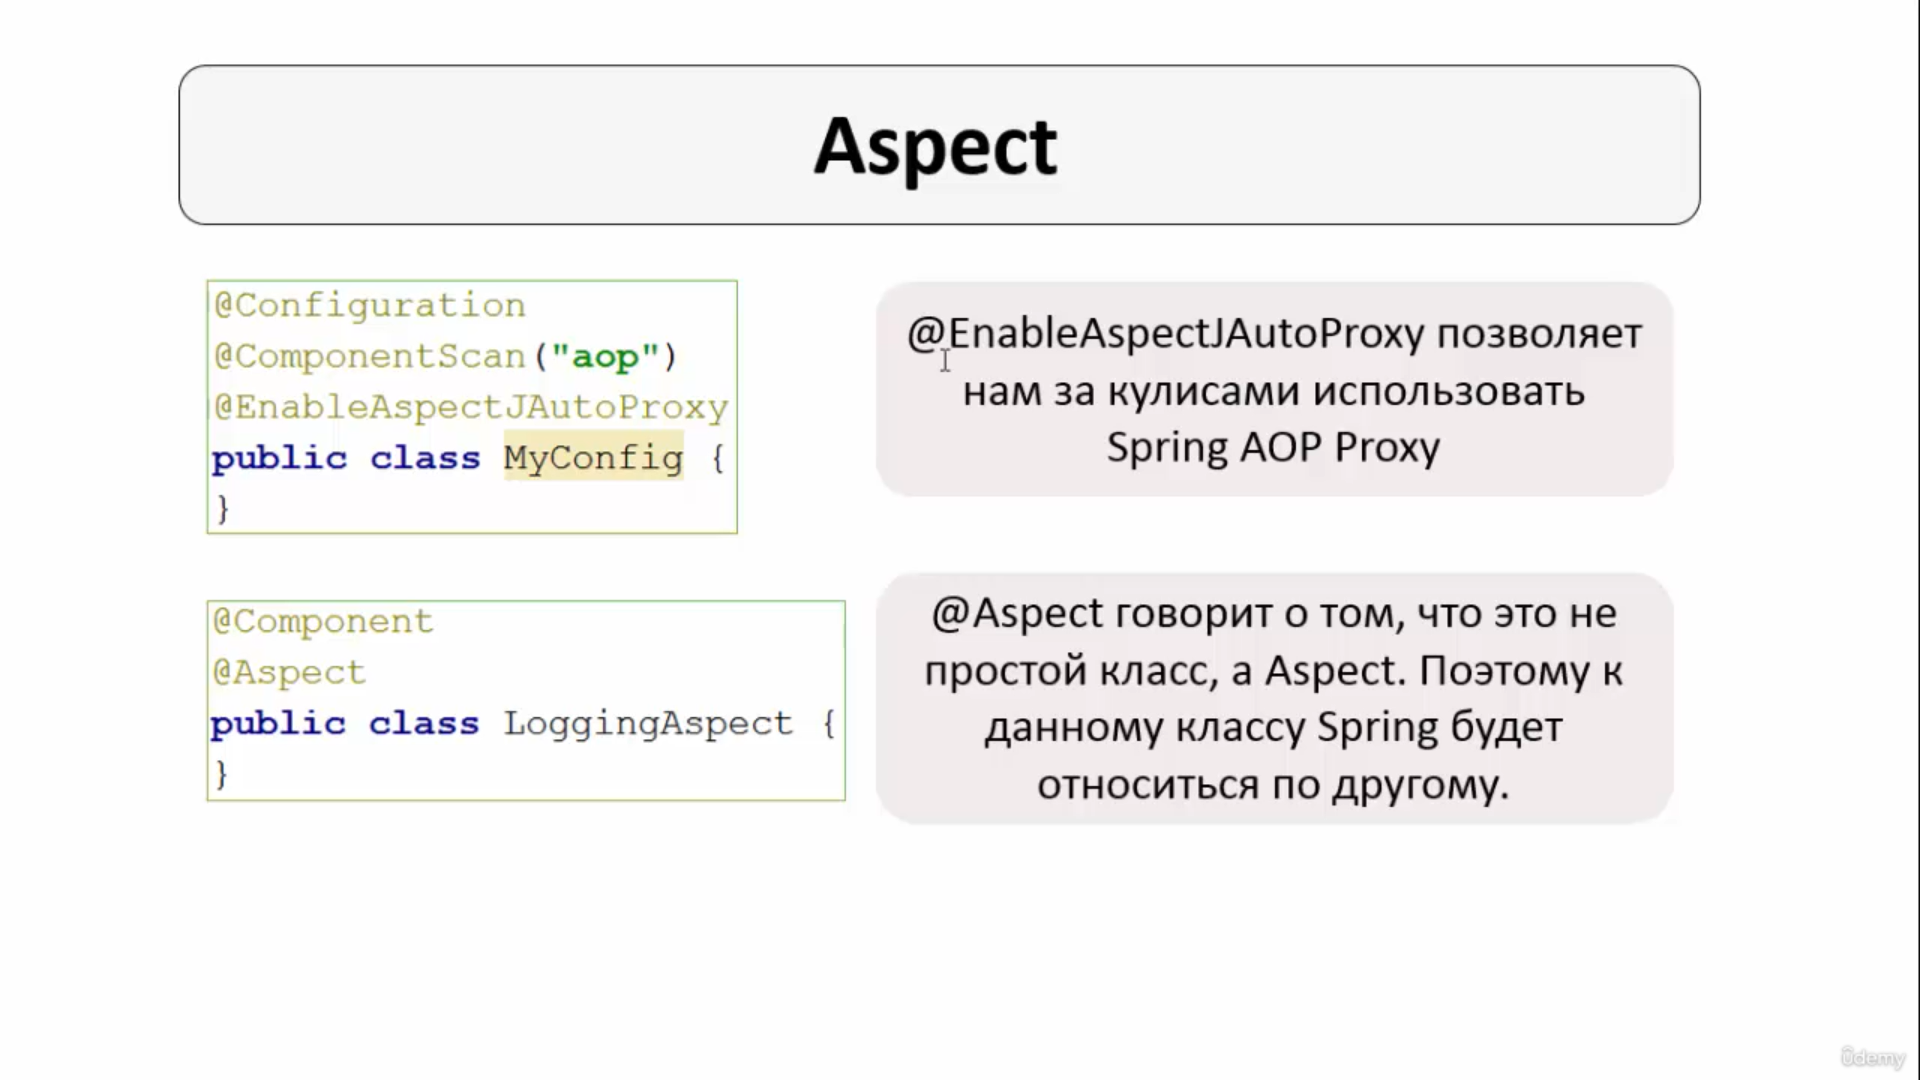 Aspect
@Configuration
@ComponentScan("aop")
@EnableAspectJAutoProxy
public class MyConfig {
}
@EnableAspectJAutoProxy позволяет
нам за кулисами использовать
Spring AOP Proxy
@Component
@Aspect
public class LoggingAspect {
}
@Aspect говорит о том, что это не
простой класс, а Aspect. Поэтому к
данному классу Spring будет
относиться по другому.
ûdemy